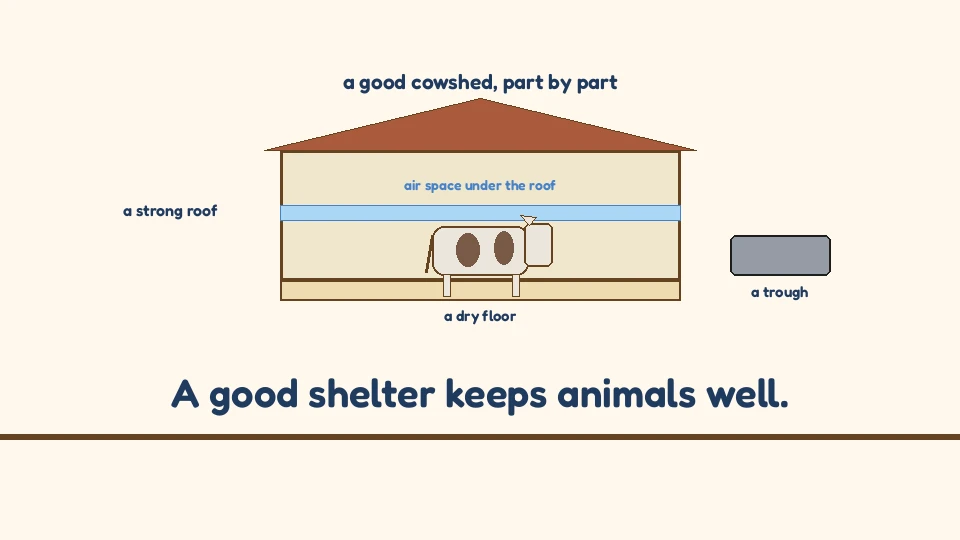 a good cowshed, part by part
air space under the roof
a strong roof
a trough
a dry floor
A good shelter keeps animals well.